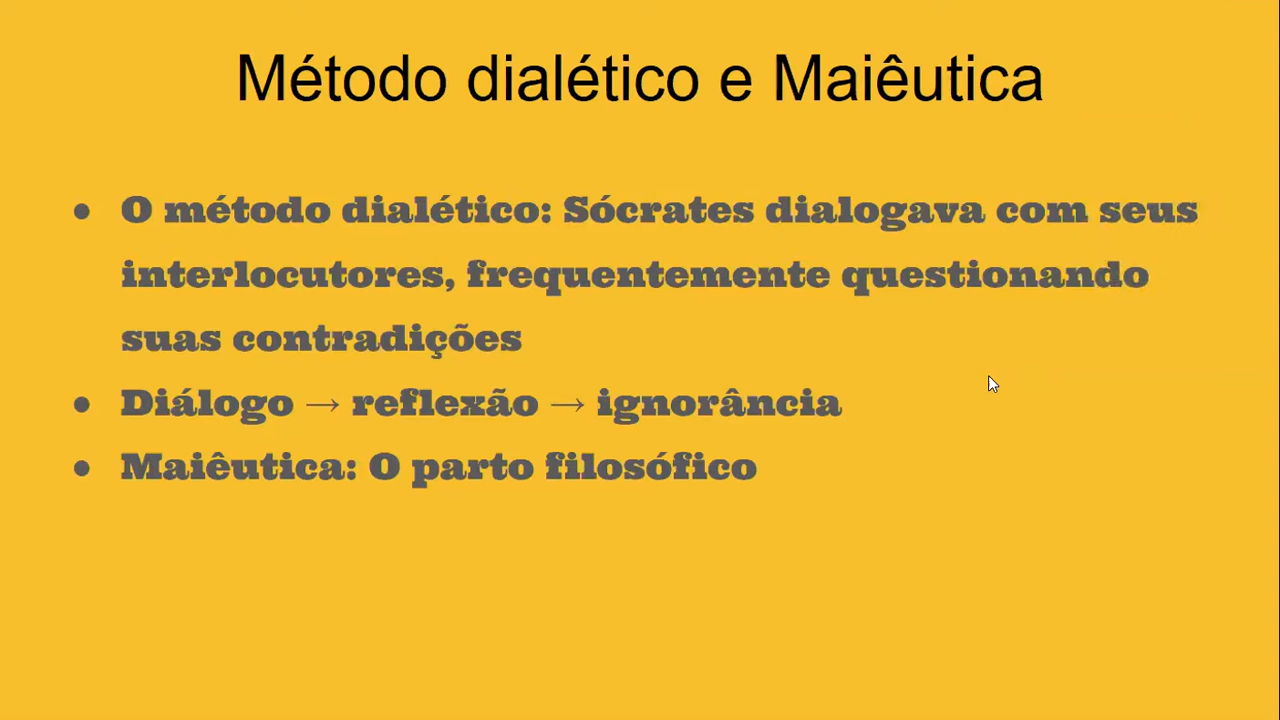 Método dialético e Maiêutica
● O método dialético: Sócrates dialogava com seus
interlocutores, frequentemente questionando
suas contradições
● Diálogo → reflexão → ignorância
● Maiêutica: O parto filosófico